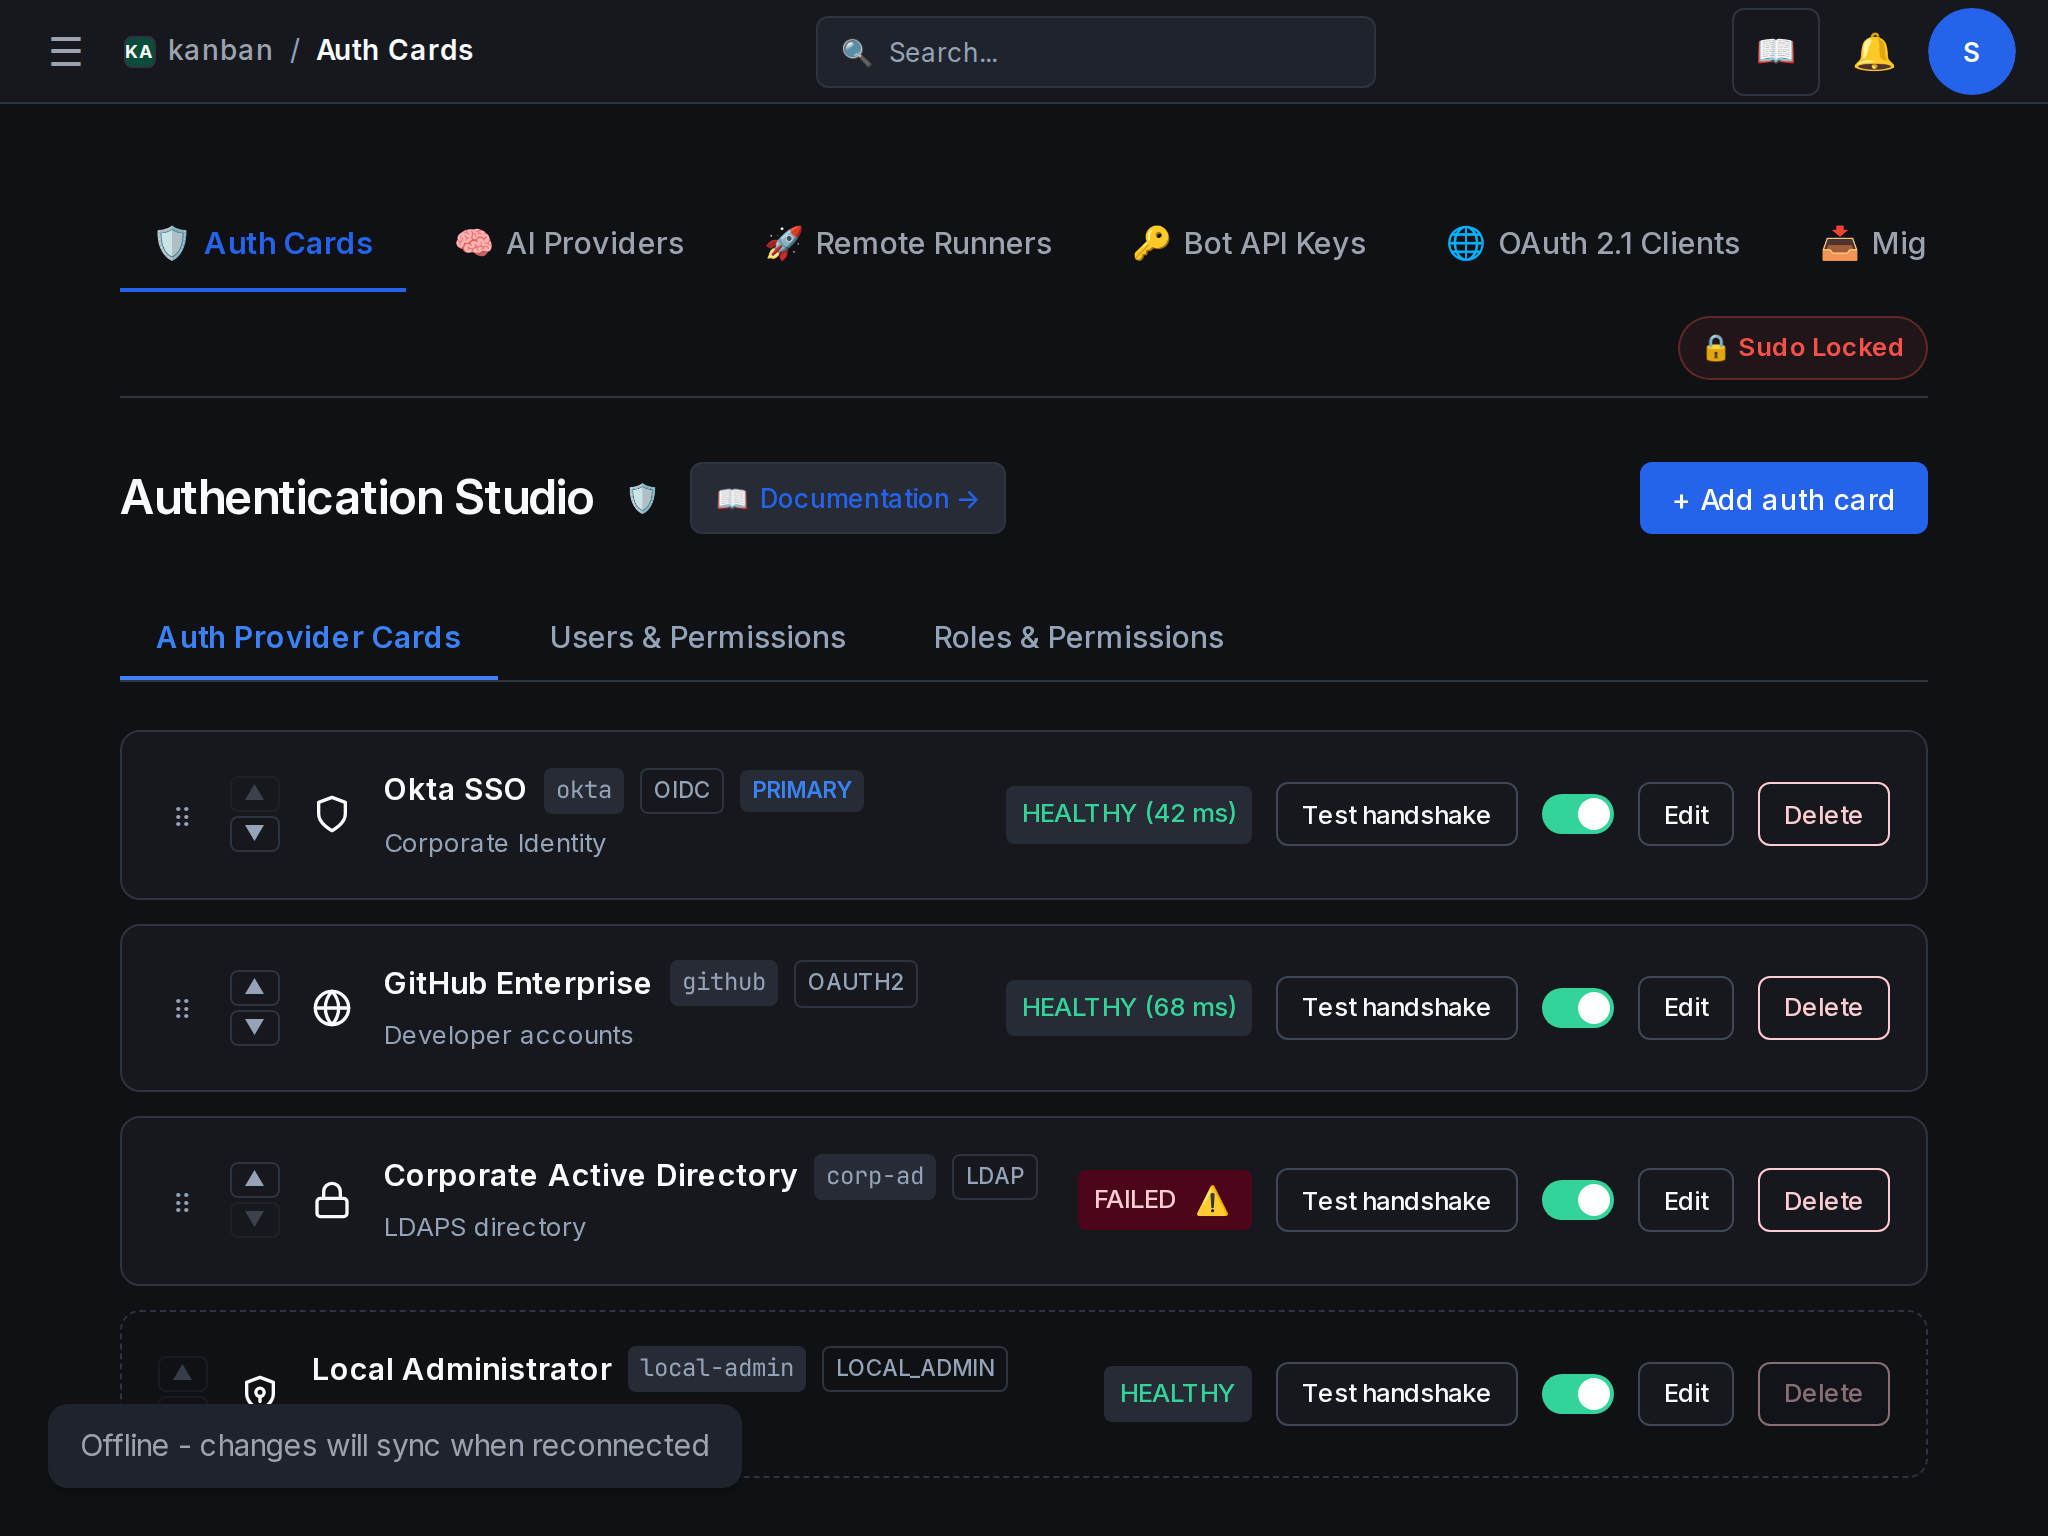 KA kanban / Auth Cards
Search...
S
Auth Cards
AI Providers
Remote Runners
Bot API Keys
OAuth 2.1 Clients
Mig
Sudo Locked
Authentication Studio
Documentation →
+ Add auth card
Auth Provider Cards
Users & Permissions
Roles & Permissions
Okta SSO okta OIDC PRIMARY
Corporate Identity
HEALTHY (42 ms) Test handshake Edit Delete
GitHub Enterprise github OAUTH2
Developer accounts
HEALTHY (68 ms) Test handshake Edit Delete
Corporate Active Directory corp-ad LDAP
LDAPS directory
FAILED Test handshake Edit Delete
Local Administrator local-admin LOCAL_ADMIN
HEALTHY Test handshake Edit Delete
Offline - changes will sync when reconnected